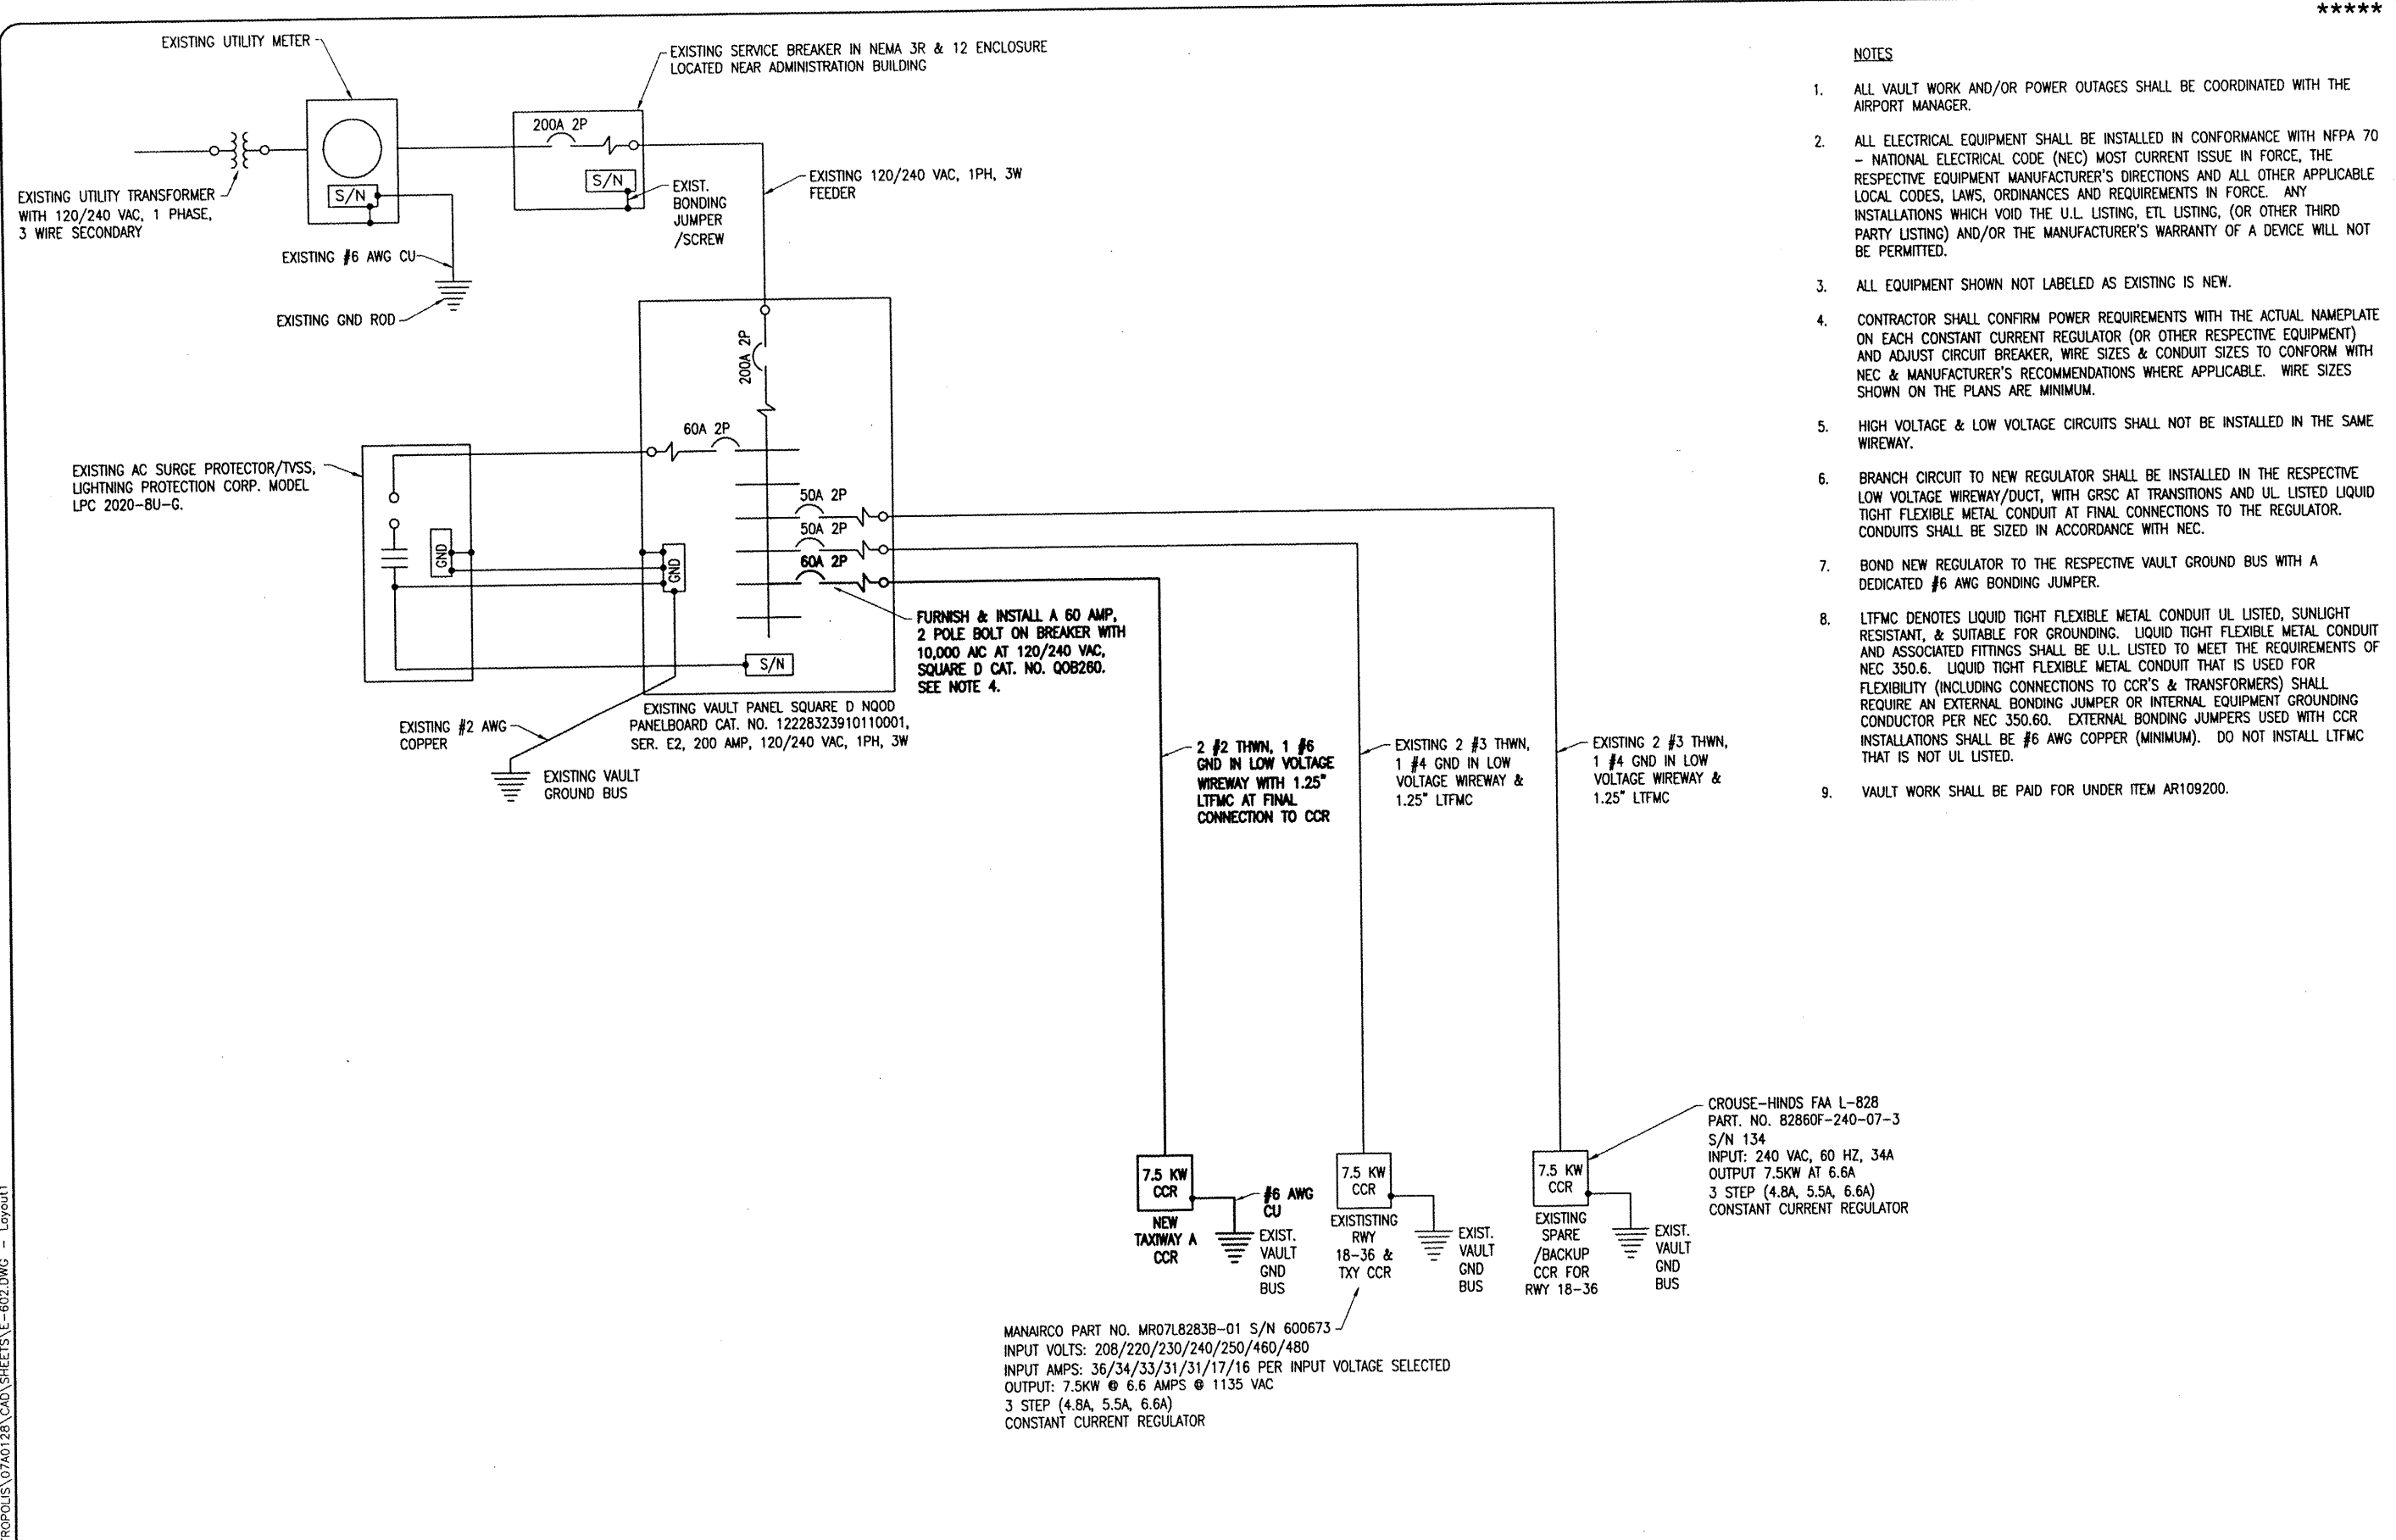 *****
EXISTING UTILITY METER
EXISTING SERVICE BREAKER IN NEMA 3R & 12 ENCLOSURE
LOCATED NEAR ADMINISTRATION BUILDING
200A 2P
S/N
S/N
EXISTING UTILITY TRANSFORMER
WITH 120/240 VAC, 1 PHASE,
3 WIRE SECONDARY
EXIST.
BONDING
JUMPER
/SCREW
EXISTING 120/240 VAC, 1PH, 3W
FEEDER
EXISTING #6 AWG CU
EXISTING GND ROD
200A 2P
60A 2P
EXISTING AC SURGE PROTECTOR/TVSS,
LIGHTNING PROTECTION CORP. MODEL
LPC 2020-8U-G.
GND
GND
50A 2P
50A 2P
60A 2P
S/N
FURNISH & INSTALL A 60 AMP,
2 POLE BOLT ON BREAKER WITH
10,000 AIC AT 120/240 VAC,
SQUARE D CAT. NO. QOB260.
SEE NOTE 4.
EXISTING VAULT PANEL SQUARE D NQOD
PANELBOARD CAT. NO. 12228323910110001,
SER. E2, 200 AMP, 120/240 VAC, 1PH, 3W
EXISTING #2 AWG
COPPER
EXISTING VAULT
GROUND BUS
2 #2 THWN, 1 #6
GND IN LOW VOLTAGE
WIREWAY WITH 1.25"
LTFMC AT FINAL
CONNECTION TO CCR
EXISTING 2 #3 THWN,
1 #4 GND IN LOW
VOLTAGE WIREWAY &
1.25" LTFMC
EXISTING 2 #3 THWN,
1 #4 GND IN LOW
VOLTAGE WIREWAY &
1.25" LTFMC
7.5 KW
CCR
NEW
TAXIWAY A
CCR
#6 AWG
CU
EXIST.
VAULT
GND
BUS
7.5 KW
CCR
EXISISTING
RWY
18-36 &
TXY CCR
EXIST.
VAULT
GND
BUS
7.5 KW
CCR
EXISTING
SPARE
/BACKUP
CCR FOR
RWY 18-36
EXIST.
VAULT
GND
BUS
CROUSE-HINDS FAA L-828
PART. NO. 82860F-240-07-3
S/N 134
INPUT: 240 VAC, 60 HZ, 34A
OUTPUT 7.5KW AT 6.6A
3 STEP (4.8A, 5.5A, 6.6A)
CONSTANT CURRENT REGULATOR
MANAIRCO PART NO. MR07L8283B-01 S/N 600673
INPUT VOLTS: 208/220/230/240/250/460/480
INPUT AMPS: 36/34/33/31/31/17/16 PER INPUT VOLTAGE SELECTED
OUTPUT: 7.5KW @ 6.6 AMPS @ 1135 VAC
3 STEP (4.8A, 5.5A, 6.6A)
CONSTANT CURRENT REGULATOR
NOTES
1. ALL VAULT WORK AND/OR POWER OUTAGES SHALL BE COORDINATED WITH THE
AIRPORT MANAGER.
2. ALL ELECTRICAL EQUIPMENT SHALL BE INSTALLED IN CONFORMANCE WITH NFPA 70
– NATIONAL ELECTRICAL CODE (NEC) MOST CURRENT ISSUE IN FORCE, THE
RESPECTIVE EQUIPMENT MANUFACTURER'S DIRECTIONS AND ALL OTHER APPLICABLE
LOCAL CODES, LAWS, ORDINANCES AND REQUIREMENTS IN FORCE. ANY
INSTALLATIONS WHICH VOID THE U.L. LISTING, ETL LISTING, (OR OTHER THIRD
PARTY LISTING) AND/OR THE MANUFACTURER'S WARRANTY OF A DEVICE WILL NOT
BE PERMITTED.
3. ALL EQUIPMENT SHOWN NOT LABELED AS EXISTING IS NEW.
4. CONTRACTOR SHALL CONFIRM POWER REQUIREMENTS WITH THE ACTUAL NAMEPLATE
ON EACH CONSTANT CURRENT REGULATOR (OR OTHER RESPECTIVE EQUIPMENT)
AND ADJUST CIRCUIT BREAKER, WIRE SIZES & CONDUIT SIZES TO CONFORM WITH
NEC & MANUFACTURER'S RECOMMENDATIONS WHERE APPLICABLE. WIRE SIZES
SHOWN ON THE PLANS ARE MINIMUM.
5. HIGH VOLTAGE & LOW VOLTAGE CIRCUITS SHALL NOT BE INSTALLED IN THE SAME
WIREWAY.
6. BRANCH CIRCUIT TO NEW REGULATOR SHALL BE INSTALLED IN THE RESPECTIVE
LOW VOLTAGE WIREWAY/DUCT, WITH GRSC AT TRANSITIONS AND UL LISTED LIQUID
TIGHT FLEXIBLE METAL CONDUIT AT FINAL CONNECTIONS TO THE REGULATOR.
CONDUITS SHALL BE SIZED IN ACCORDANCE WITH NEC.
7. BOND NEW REGULATOR TO THE RESPECTIVE VAULT GROUND BUS WITH A
DEDICATED #6 AWG BONDING JUMPER.
8. LTFMC DENOTES LIQUID TIGHT FLEXIBLE METAL CONDUIT UL LISTED, SUNLIGHT
RESISTANT, & SUITABLE FOR GROUNDING. LIQUID TIGHT FLEXIBLE METAL CONDUIT
AND ASSOCIATED FITTINGS SHALL BE U.L. LISTED TO MEET THE REQUIREMENTS OF
NEC 350.6. LIQUID TIGHT FLEXIBLE METAL CONDUIT THAT IS USED FOR
FLEXIBILITY (INCLUDING CONNECTIONS TO CCR'S & TRANSFORMERS) SHALL
REQUIRE AN EXTERNAL BONDING JUMPER OR INTERNAL EQUIPMENT GROUNDING
CONDUCTOR PER NEC 350.60. EXTERNAL BONDING JUMPERS USED WITH CCR
INSTALLATIONS SHALL BE #6 AWG COPPER (MINIMUM). DO NOT INSTALL LTFMC
THAT IS NOT UL LISTED.
9. VAULT WORK SHALL BE PAID FOR UNDER ITEM AR109200.
ROPOLIS\07A0128\CAD\SHEETS\E-602.DWG - Layout1